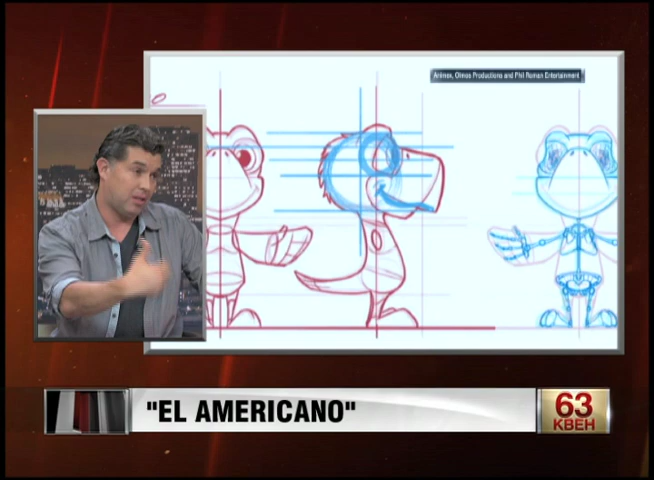 Animex, Olmos Productions and Phil Roman Entertainment
"EL AMERICANO"
63
KBEH